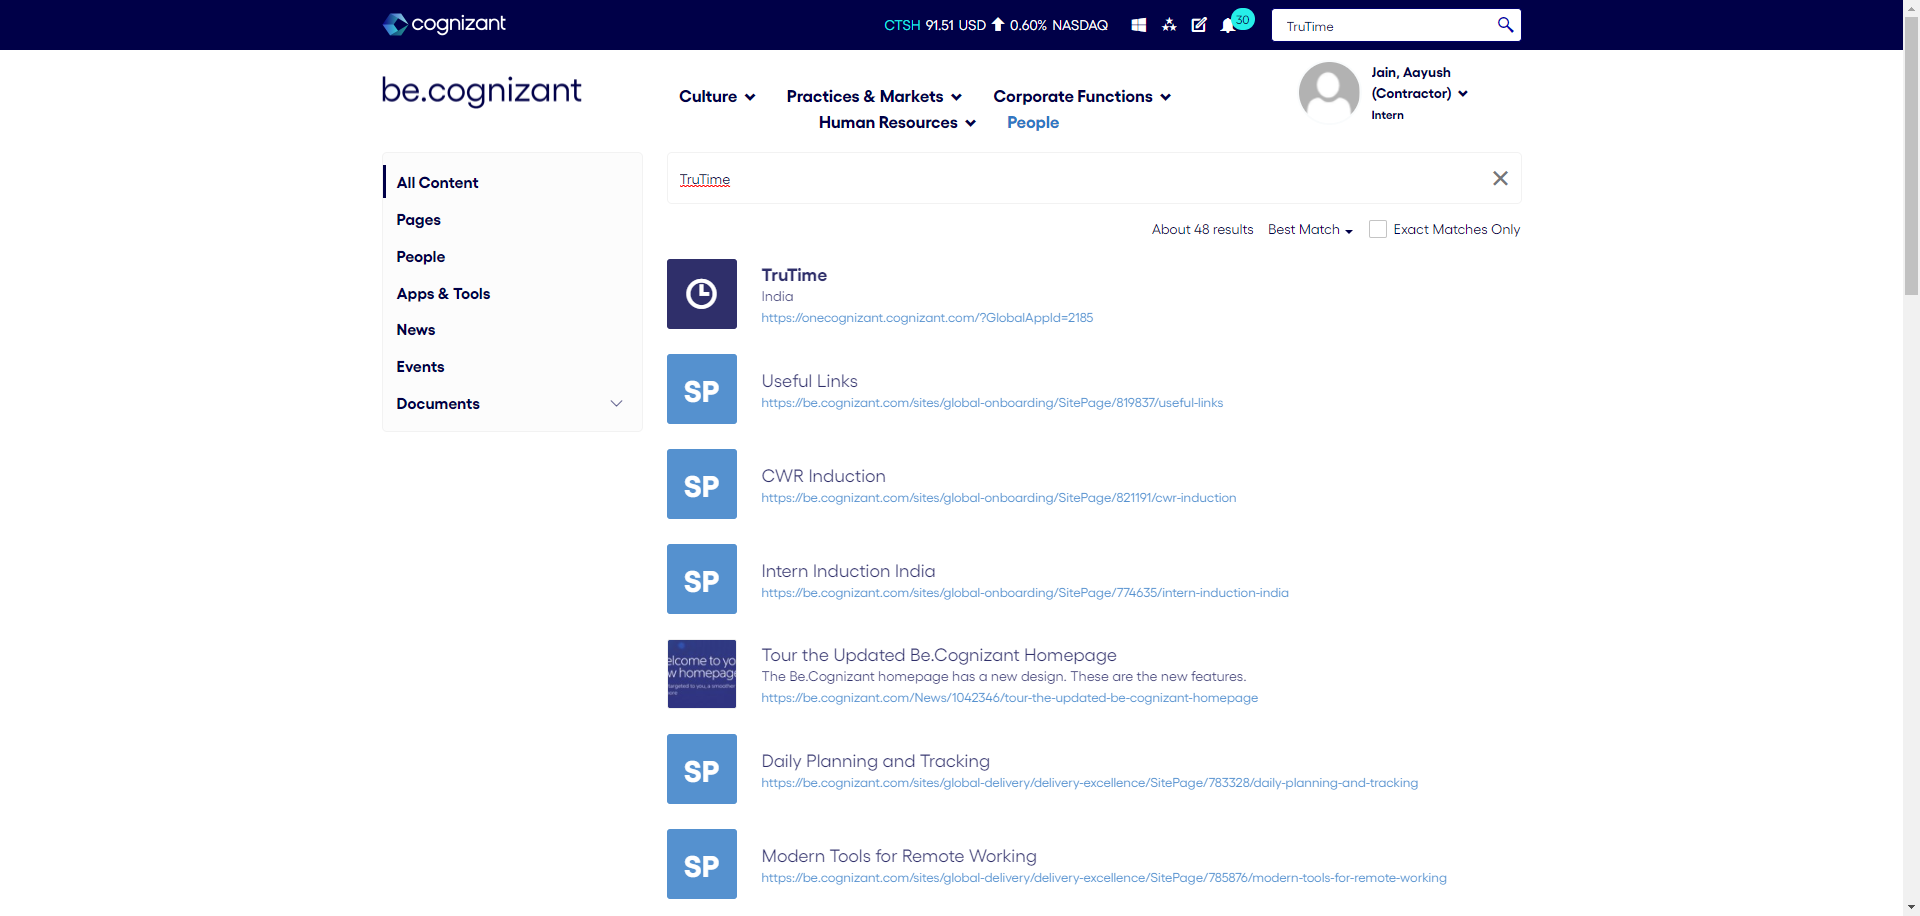 cognizant
CTSH 91.51 USD 0.60% NASDAQ
30
TruTime
be.cognizant
Culture
Practices & Markets
Corporate Functions
Human Resources
People
Jain, Aayush
(Contractor)
Intern
All Content
Pages
People
Apps & Tools
News
Events
Documents
TruTime
About 48 results
Best Match
Exact Matches Only
TruTime
India
https://onecognizant.cognizant.com/?GlobalAppId=2185
SP
Useful Links
https://be.cognizant.com/sites/global-onboarding/SitePage/819837/useful-links
SP
CWR Induction
https://be.cognizant.com/sites/global-onboarding/SitePage/821191/cwr-induction
SP
Intern Induction India
https://be.cognizant.com/sites/global-onboarding/SitePage/774635/intern-induction-india
elcome to yo
w homepage
Tour the Updated Be.Cognizant Homepage
The Be.Cognizant homepage has a new design. These are the new features.
https://be.cognizant.com/News/1042346/tour-the-updated-be-cognizant-homepage
SP
Daily Planning and Tracking
https://be.cognizant.com/sites/global-delivery/delivery-excellence/SitePage/783328/daily-planning-and-tracking
SP
Modern Tools for Remote Working
https://be.cognizant.com/sites/global-delivery/delivery-excellence/SitePage/785876/modern-tools-for-remote-working